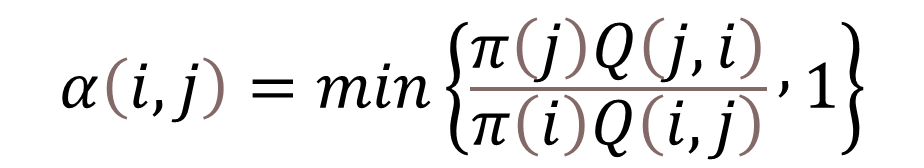 α(i,j) = min{π(j)Q(j,i)/π(i)Q(i,j), 1}